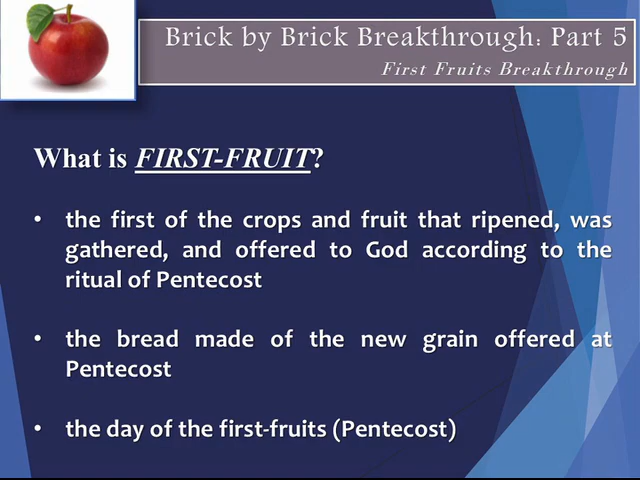 Brick by Brick Breakthrough: Part 5
First Fruits Breakthrough
What is FIRST-FRUIT?
• the first of the crops and fruit that ripened, was
gathered, and offered to God according to the
ritual of Pentecost
• the bread made of the new grain offered at
Pentecost
• the day of the first-fruits (Pentecost)